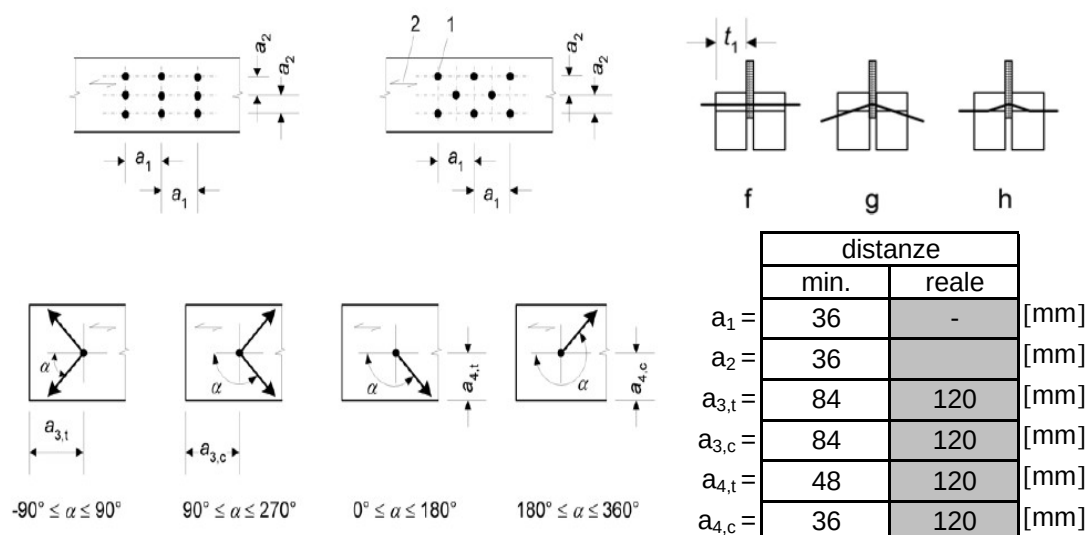 2 1
a2
a2
a2
a2
a1
a1
a1
a1
t1
f g h
α
α
α
α
a4,t
a4,c
a3,t
a3,c
-90° ≤ α ≤ 90° 90° ≤ α ≤ 270° 0° ≤ α ≤ 180° 180° ≤ α ≤ 360°
distanze
min. reale
a1 = 36 - [mm]
a2 = 36 [mm]
a3,t = 84 120 [mm]
a3,c = 84 120 [mm]
a4,t = 48 120 [mm]
a4,c = 36 120 [mm]